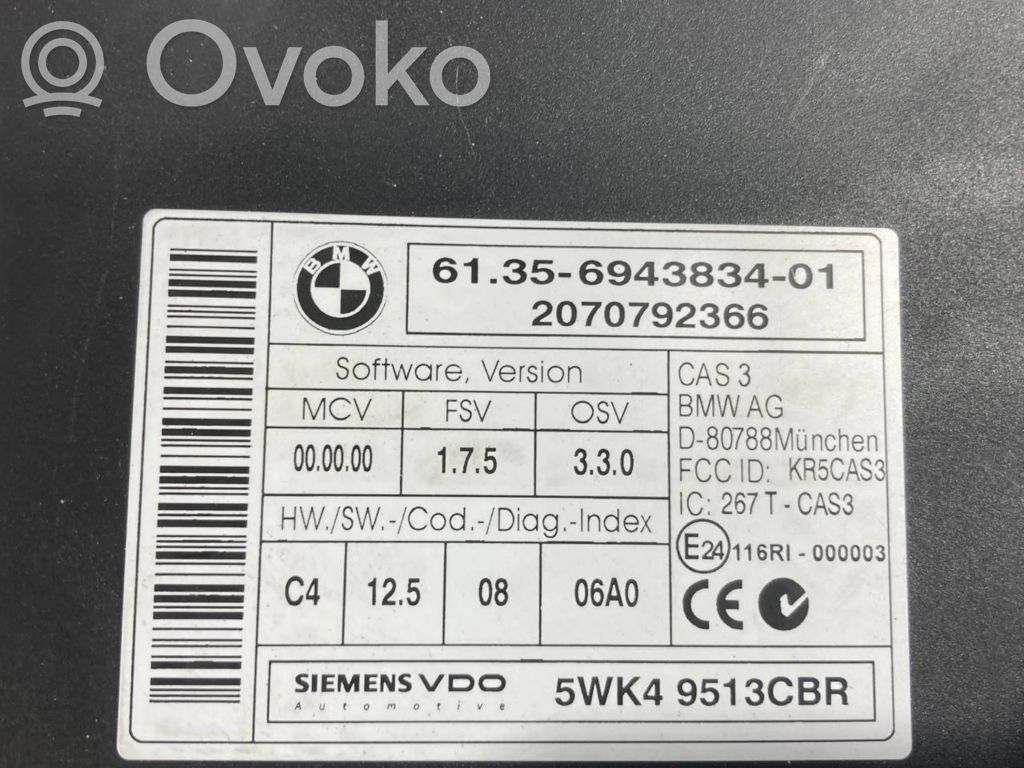 Ovoko
BMW
61.35-6943834-01
2070792366
Software, Version
MCV FSV OSV
00.00.00 1.7.5 3.3.0
HW./SW.-/Cod.-/Diag.-Index
C4 12.5 08 06A0
CAS 3
BMW AG
D-80788München
FCC ID: KR5CAS3
IC: 267 T - CAS3
E24 116RI - 000003
CE
SIEMENS VDO
Automotive
5WK4 9513CBR